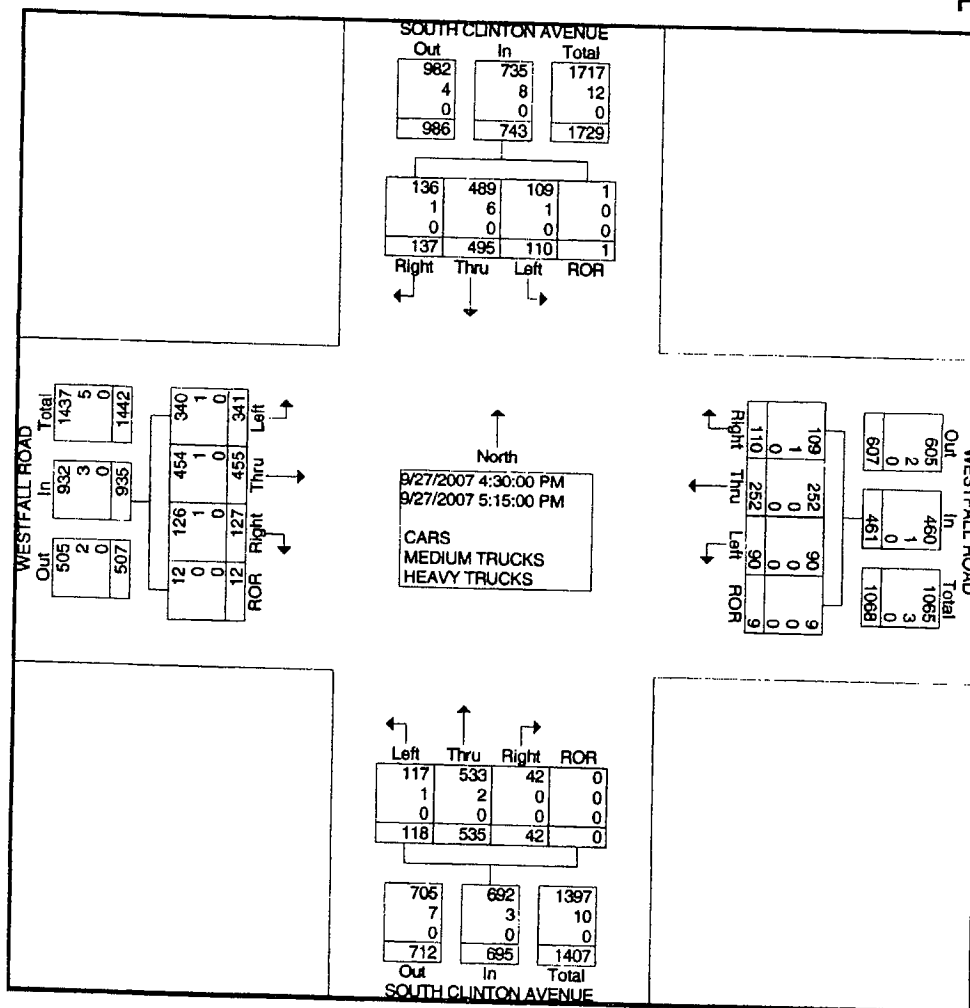 SOUTH CLINTON AVENUE
Out In Total
982 735 1717
4 8 12
0 0 0
986 743 1729
136 489 109 1
1 6 1 0
0 0 0 0
137 495 110 1
Right Thru Left ROR
WESTFALL ROAD
Total In Out
1437 5 0 1442
932 3 0 935
505 2 0 507
340 1 0 341 Left
454 1 0 455 Thru
126 1 0 127 Right
12 0 0 12 ROR
North
9/27/2007 4:30:00 PM
9/27/2007 5:15:00 PM
CARS
MEDIUM TRUCKS
HEAVY TRUCKS
Right Thru Left ROR
109 1 0 110
252 0 0 252
90 0 0 90
9 0 0 9
WESTFALL ROAD
Out In Total
605 2 0 607
460 1 0 461
1065 3 0 1068
Left Thru Right ROR
117 533 42 0
1 2 0 0
0 0 0 0
118 535 42 0
705 692 1397
7 3 10
0 0 0
712 695 1407
Out In Total
SOUTH CLINTON AVENUE